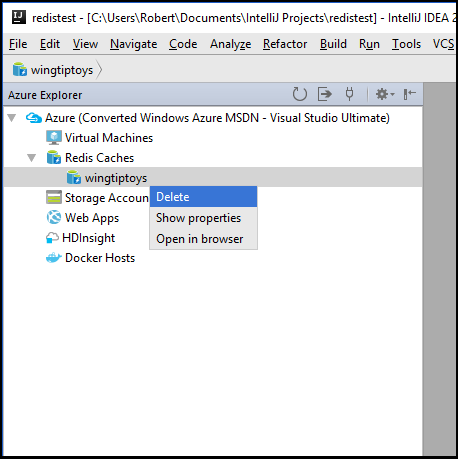 redistest - [C:\Users\Robert\Documents\IntelliJ Projects\redistest] - IntelliJ IDEA 2
File Edit View Navigate Code Analyze Refactor Build Run Tools VCS
wingtiptoys
Azure Explorer
Azure (Converted Windows Azure MSDN - Visual Studio Ultimate)
Virtual Machines
Redis Caches
wingtiptoys
Storage Accoun
Delete
Web Apps
Show properties
HDInsight
Open in browser
Docker Hosts